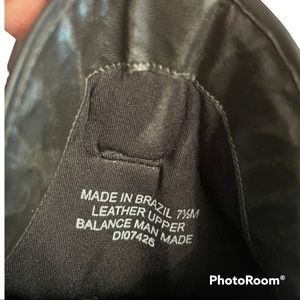 MADE IN BRAZIL 7½M
LEATHER UPPER
BALANCE MAN MADE
DI07426
PhotoRoom®